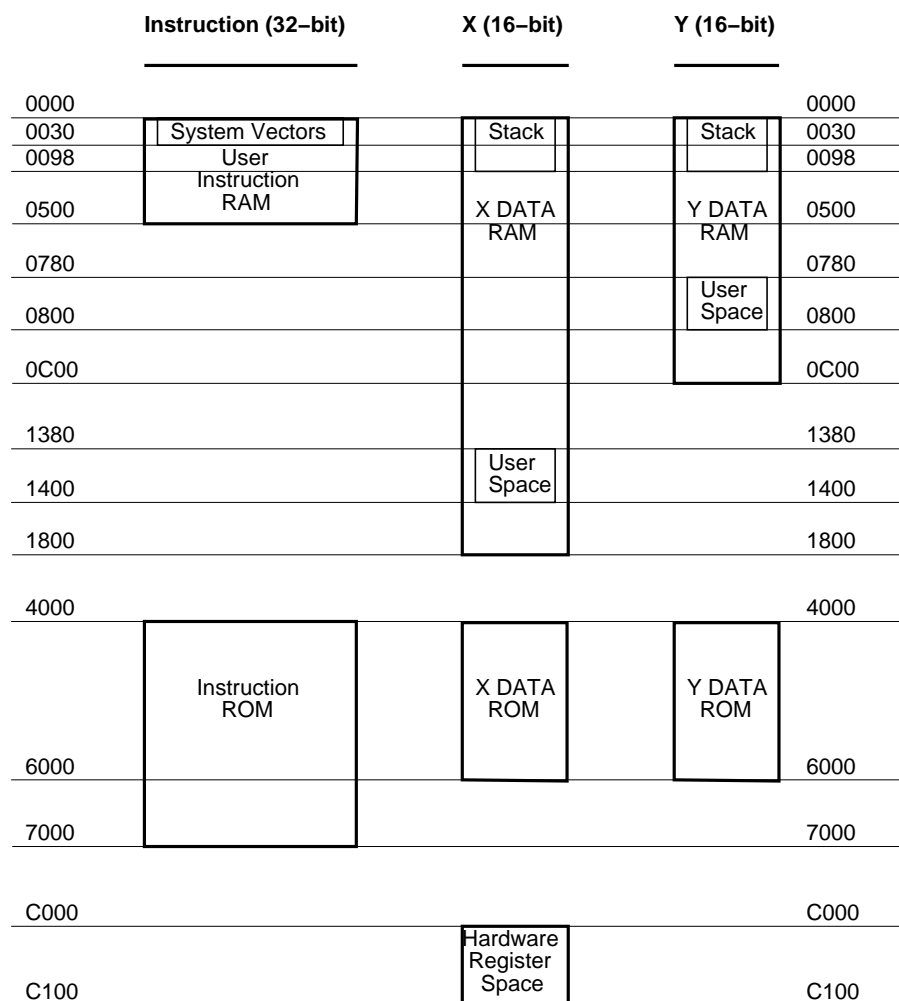 Instruction (32−bit) X (16−bit) Y (16−bit)
0000 0000
0030 System Vectors Stack Stack 0030
0098 User 0098
Instruction
0500 RAM X DATA Y DATA 0500
RAM RAM
0780 0780
User
0800 Space 0800
0C00 0C00
1380 1380
User
1400 Space 1400
1800 1800
4000 4000
Instruction X DATA Y DATA
ROM ROM ROM
6000 6000
7000 7000
C000 C000
Hardware
Register
C100 Space C100